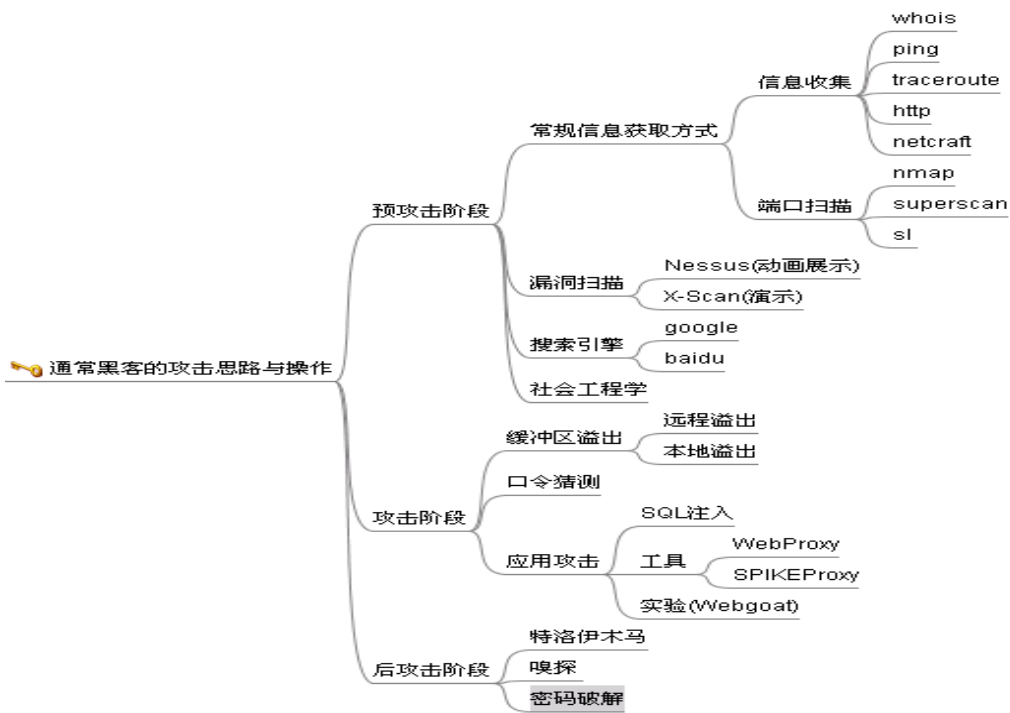 通常黑客的攻击思路与操作
预攻击阶段
常规信息获取方式
信息收集
whois
ping
traceroute
http
netcraft
端口扫描
nmap
superscan
sl
漏洞扫描
Nessus(动画展示)
X-Scan(演示)
搜索引擎
google
baidu
社会工程学
攻击阶段
缓冲区溢出
远程溢出
本地溢出
口令猜测
应用攻击
SQL注入
工具
WebProxy
SPIKEProxy
实验(Webgoat)
后攻击阶段
特洛伊木马
嗅探
密码破解